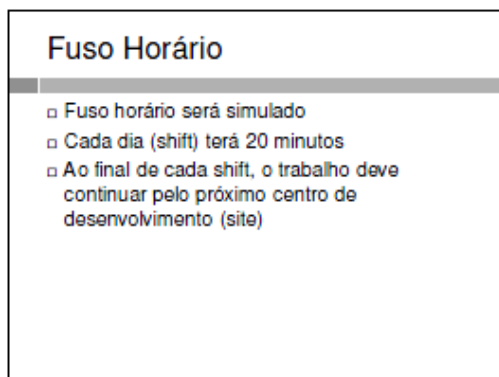 Fuso Horário
Fuso horário será simulado
Cada dia (shift) terá 20 minutos
Ao final de cada shift, o trabalho deve
continuar pelo próximo centro de
desenvolvimento (site)